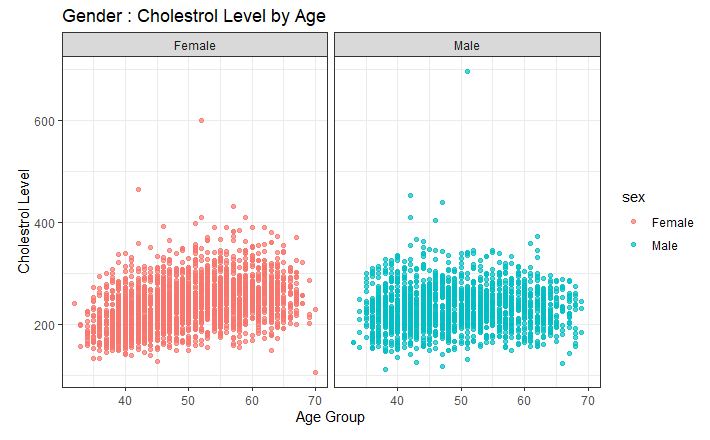 Gender : Cholestrol Level by Age
Female
Male
600
400
200
Cholestrol Level
40
50
60
70
40
50
60
70
Age Group
sex
Female
Male